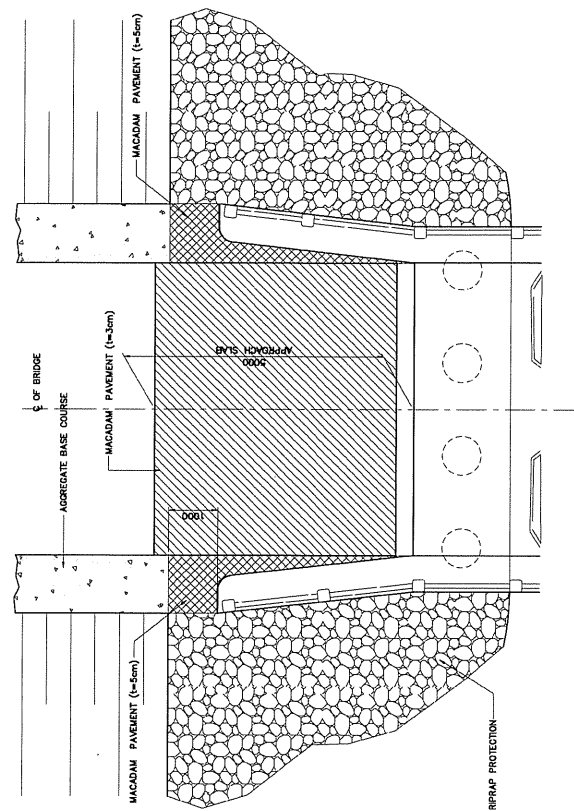 MACADAM PAVEMENT (t=5cm)
℄ OF BRIDGE
AGGREGATE BASE COURSE
MACADAM PAVEMENT (t=3cm)
5000
APPROACH SLAB
1000
MACADAM PAVEMENT (t=5cm)
RIPRAP PROTECTION